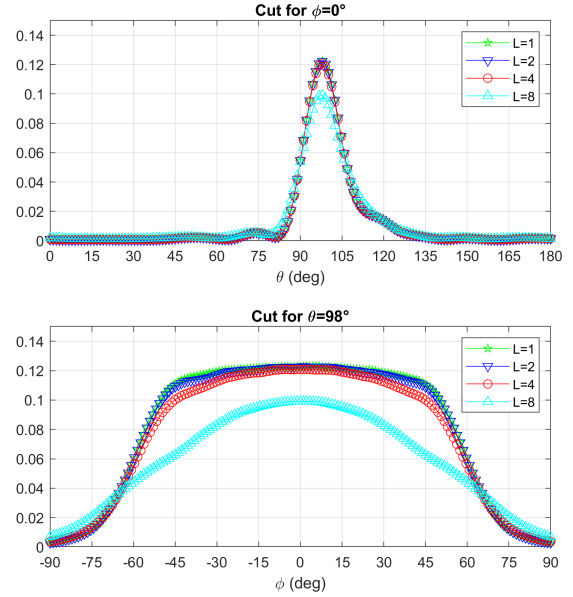 Cut for ϕ=0°
0.14
0.12
0.1
0.08
0.06
0.04
0.02
0
L=1
L=2
L=4
L=8
0 15 30 45 60 75 90 105 120 135 150 165 180
θ (deg)
Cut for θ=98°
0.14
0.12
0.1
0.08
0.06
0.04
0.02
0
L=1
L=2
L=4
L=8
-90 -75 -60 -45 -30 -15 0 15 30 45 60 75 90
ϕ (deg)